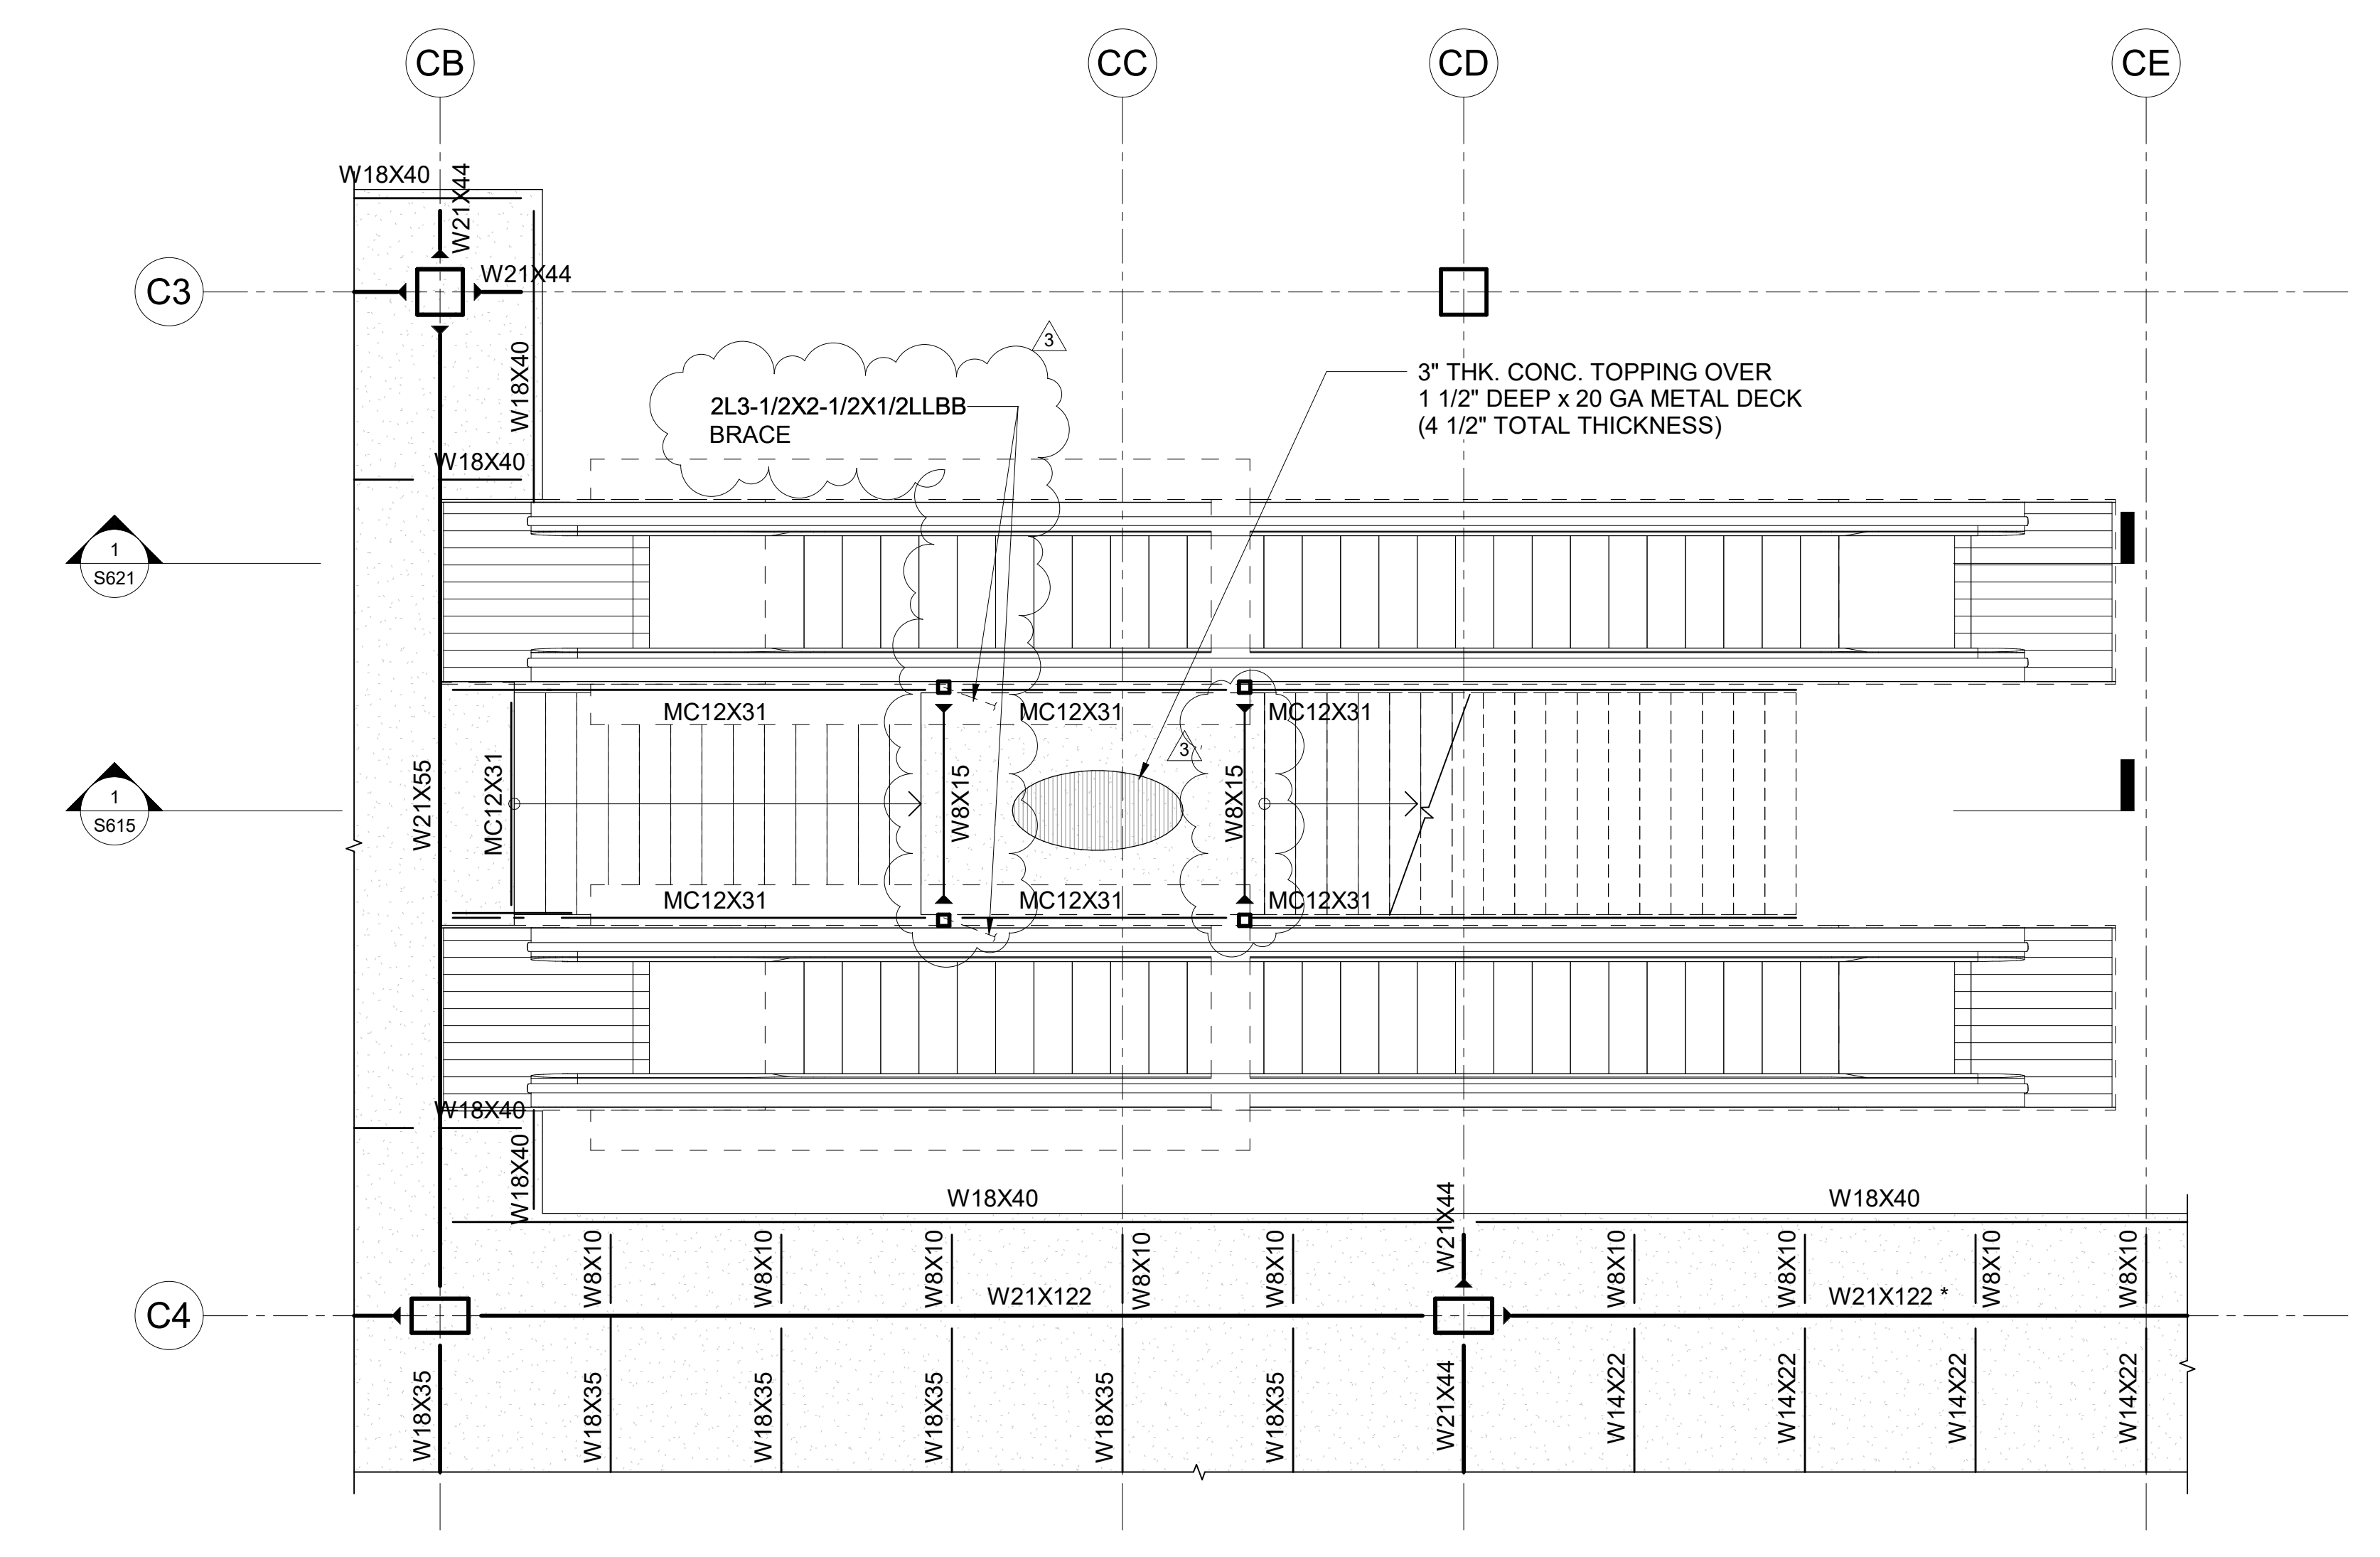 CB
CC
CD
CE
W18X40
W21X44
C3
W21X44
3
W18X40
3" THK. CONC. TOPPING OVER
1 1/2" DEEP x 20 GA METAL DECK
(4 1/2" TOTAL THICKNESS)
2L3-1/2X2-1/2X1/2LLBB
BRACE
W18X40
1
S621
MC12X31
MC12X31
MC12X31
3
1
S615
W21X55
MC12X31
W8X15
W8X15
MC12X31
MC12X31
MC12X31
W18X40
W18X40
W18X40
W21X44
W18X40
W8X10
W8X10
W8X10
W8X10
W8X10
W8X10
W8X10
W8X10
W8X10
C4
W21X122
W21X122 *
W18X35
W18X35
W18X35
W18X35
W18X35
W18X35
W21X44
W14X22
W14X22
W14X22
W14X22